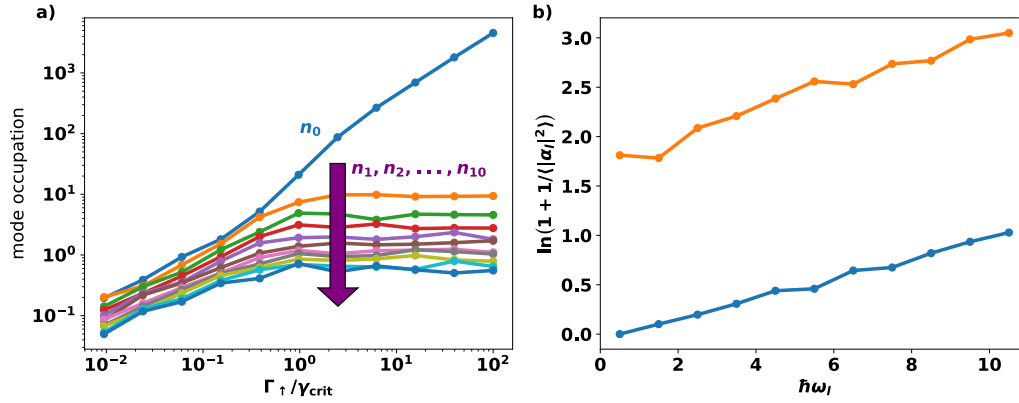 a)
mode occupation
10³
10²
10¹
10⁰
10⁻¹
n₀
n₁, n₂, ...., n₁₀
10⁻² 10⁻¹ 10⁰ 10¹ 10²
Γ↑/γcrit
b)
ln(1 + 1/⟨|αₗ|²⟩)
3.0
2.5
2.0
1.5
1.0
0.5
0.0
0 2 4 6 8 10
ℏωₗ